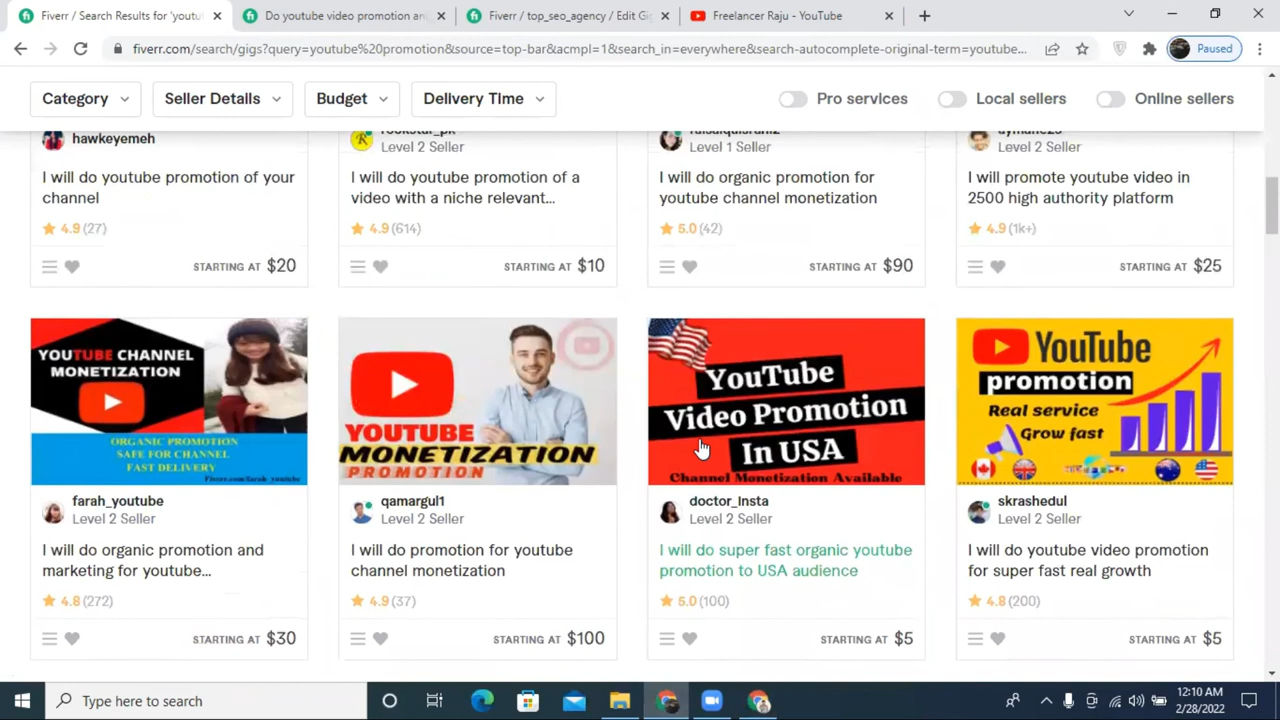 Fiverr / Search Results for 'youtu
Do youtube video promotion an
Fiverr / top_seo_agency / Edit Gi
Freelancer Raju - YouTube
fiverr.com/search/gigs?query=youtube%20promotion&source=top-bar&acmpl=1&search_in=everywhere&search-autocomplete-original-term=youtube...
Paused
Category
Seller Details
Budget
Delivery Time
Pro services
Local sellers
Online sellers
hawkeyemeh
rockstar_pk
Level 2 Seller
Level 1 Seller
Level 2 Seller
I will do youtube promotion of your
channel
I will do youtube promotion of a
video with a niche relevant...
I will do organic promotion for
youtube channel monetization
I will promote youtube video in
2500 high authority platform
4.9 (27)
4.9 (614)
5.0 (42)
4.9 (1k+)
STARTING AT $20
STARTING AT $10
STARTING AT $90
STARTING AT $25
YOUTUBE CHANNEL
MONETIZATION
ORGANIC PROMOTION
SAFE FOR CHANNEL
FAST DELIVERY
Fiverr.com/farah_youtube
YOUTUBE
MONETIZATION
PROMOTION
YouTube
Video Promotion
In USA
Channel Monetization Available
YouTube
promotion
Real service
Grow fast
farah_youtube
Level 2 Seller
qamargul1
Level 2 Seller
doctor_insta
Level 2 Seller
skrashedul
Level 2 Seller
I will do organic promotion and
marketing for youtube...
I will do promotion for youtube
channel monetization
I will do super fast organic youtube
promotion to USA audience
I will do youtube video promotion
for super fast real growth
4.8 (272)
4.9 (37)
5.0 (100)
4.8 (200)
STARTING AT $30
STARTING AT $100
STARTING AT $5
STARTING AT $5
Type here to search
12:10 AM
2/28/2022